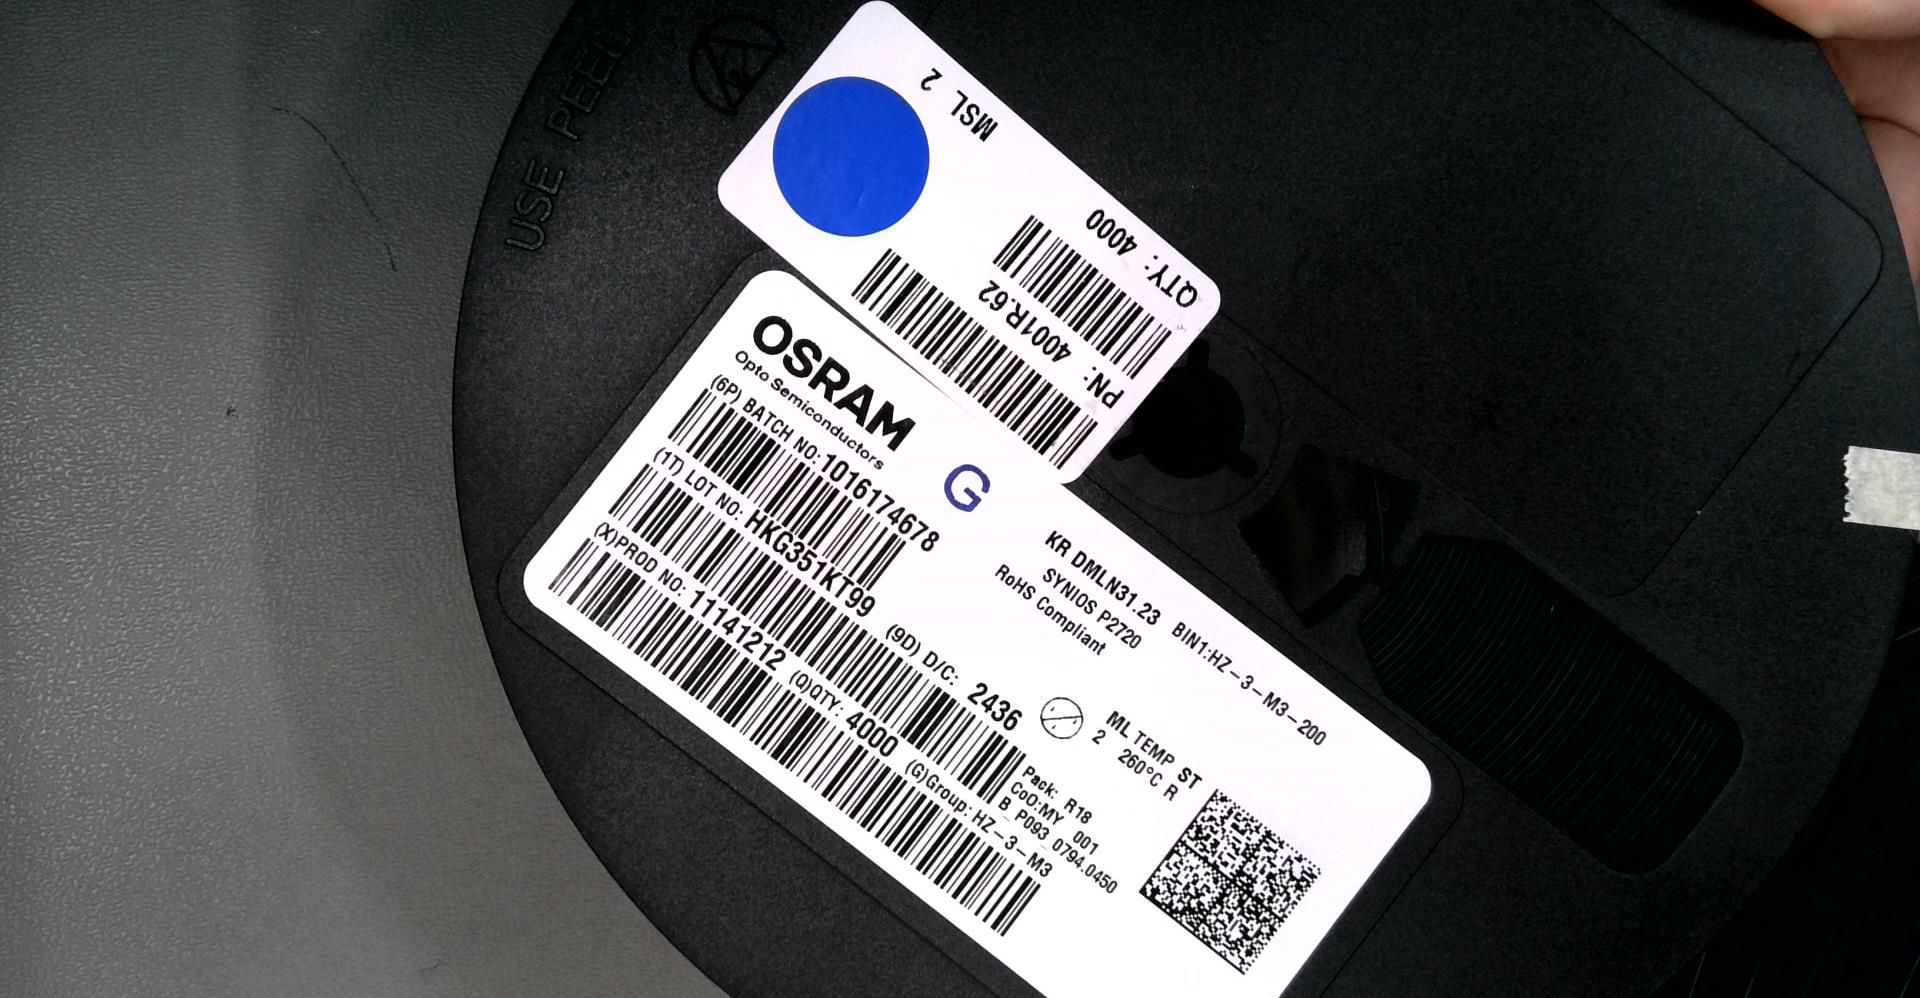 USE PEEL
MSL 2
QTY: 4000
PN: 4001R.62
OSRAM
Opto Semiconductors
(6P) BATCH NO: 1016174678
(1T) LOT NO: HKG351KT99
(9D) D/C: 2436
(X)PROD NO: 11141212
(Q)QTY: 4000
(G)Group: HZ-3-M3
G
KR DMLN31.23
BIN1:HZ-3-M3-200
SYNIOS P2720
RoHS Compliant
ML TEMP ST
2 260°C R
Pack: R18
CoO:MY 001
B_P093_0794.0450